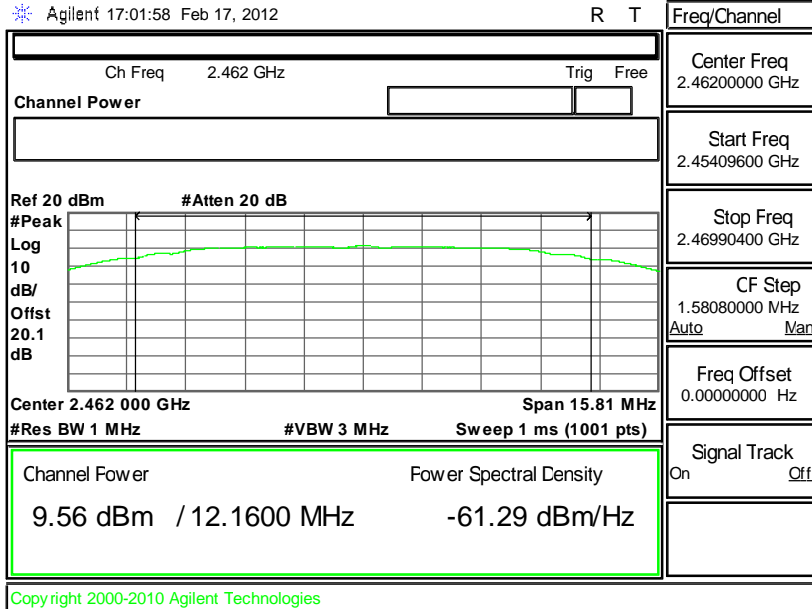 Agilent 17:01:58 Feb 17, 2012 R T
Freq/Channel
Ch Freq 2.462 GHz Trig Free
Channel Power
Center Freq
2.46200000 GHz
Start Freq
2.45409600 GHz
Stop Freq
2.46990400 GHz
CF Step
1.58080000 MHz
Auto Man
Freq Offset
0.00000000 Hz
Signal Track
On Off
Ref 20 dBm #Atten 20 dB
#Peak
Log
10
dB/
Offst
20.1
dB
Center 2.462 000 GHz Span 15.81 MHz
#Res BW 1 MHz #VBW 3 MHz Sweep 1 ms (1001 pts)
Channel Power Power Spectral Density
9.56 dBm / 12.1600 MHz -61.29 dBm/Hz
Copyright 2000-2010 Agilent Technologies